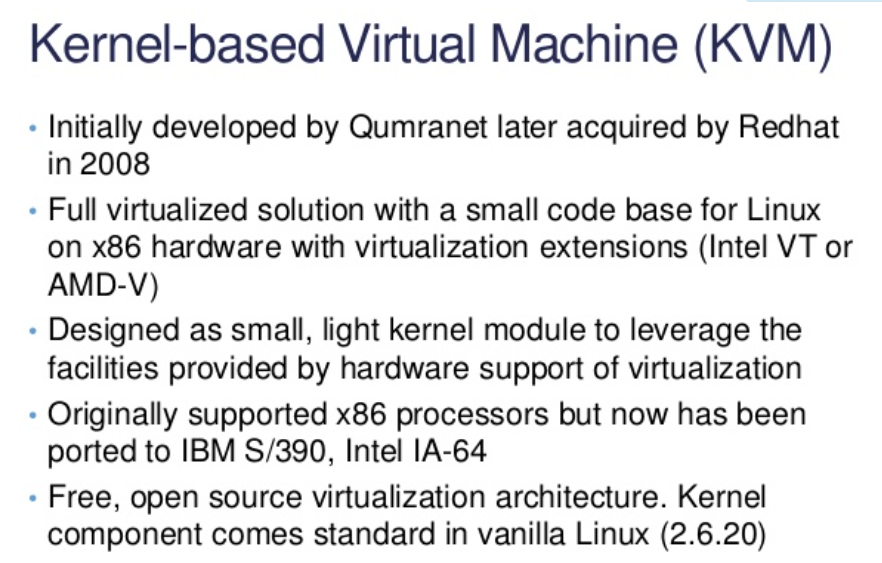 Kernel-based Virtual Machine (KVM)
• Initially developed by Qumranet later acquired by Redhat
in 2008
• Full virtualized solution with a small code base for Linux
on x86 hardware with virtualization extensions (Intel VT or
AMD-V)
• Designed as small, light kernel module to leverage the
facilities provided by hardware support of virtualization
• Originally supported x86 processors but now has been
ported to IBM S/390, Intel IA-64
• Free, open source virtualization architecture. Kernel
component comes standard in vanilla Linux (2.6.20)